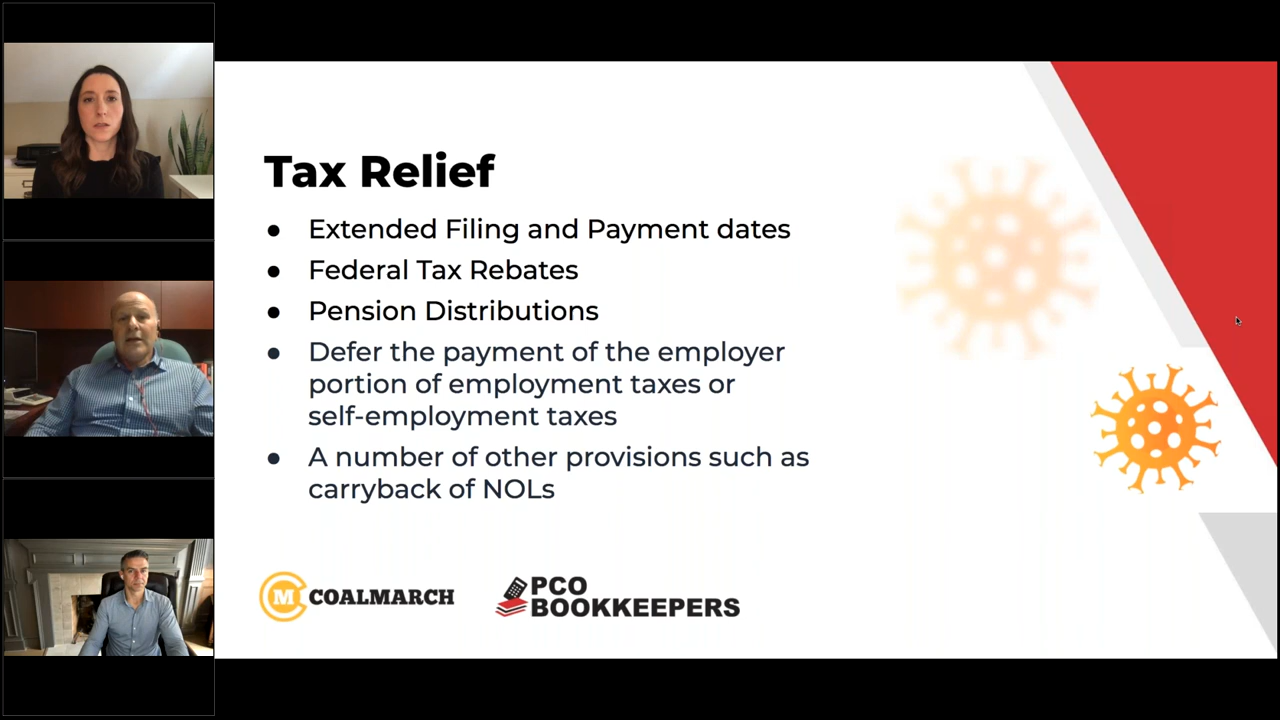 Tax Relief
● Extended Filing and Payment dates
● Federal Tax Rebates
● Pension Distributions
● Defer the payment of the employer
portion of employment taxes or
self-employment taxes
● A number of other provisions such as
carryback of NOLs
M COALMARCH
PCO
BOOKKEEPERS